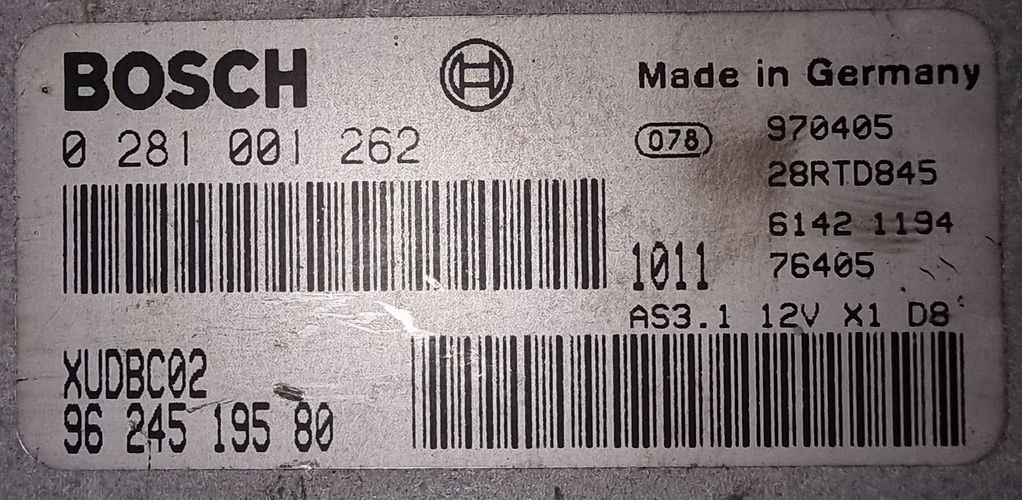 BOSCH
Made in Germany
0 281 001 262
078
970405
28RTD845
6142 1194
1011
76405
AS3.1 12V X1 D8
XUDBC02
96 245 195 80